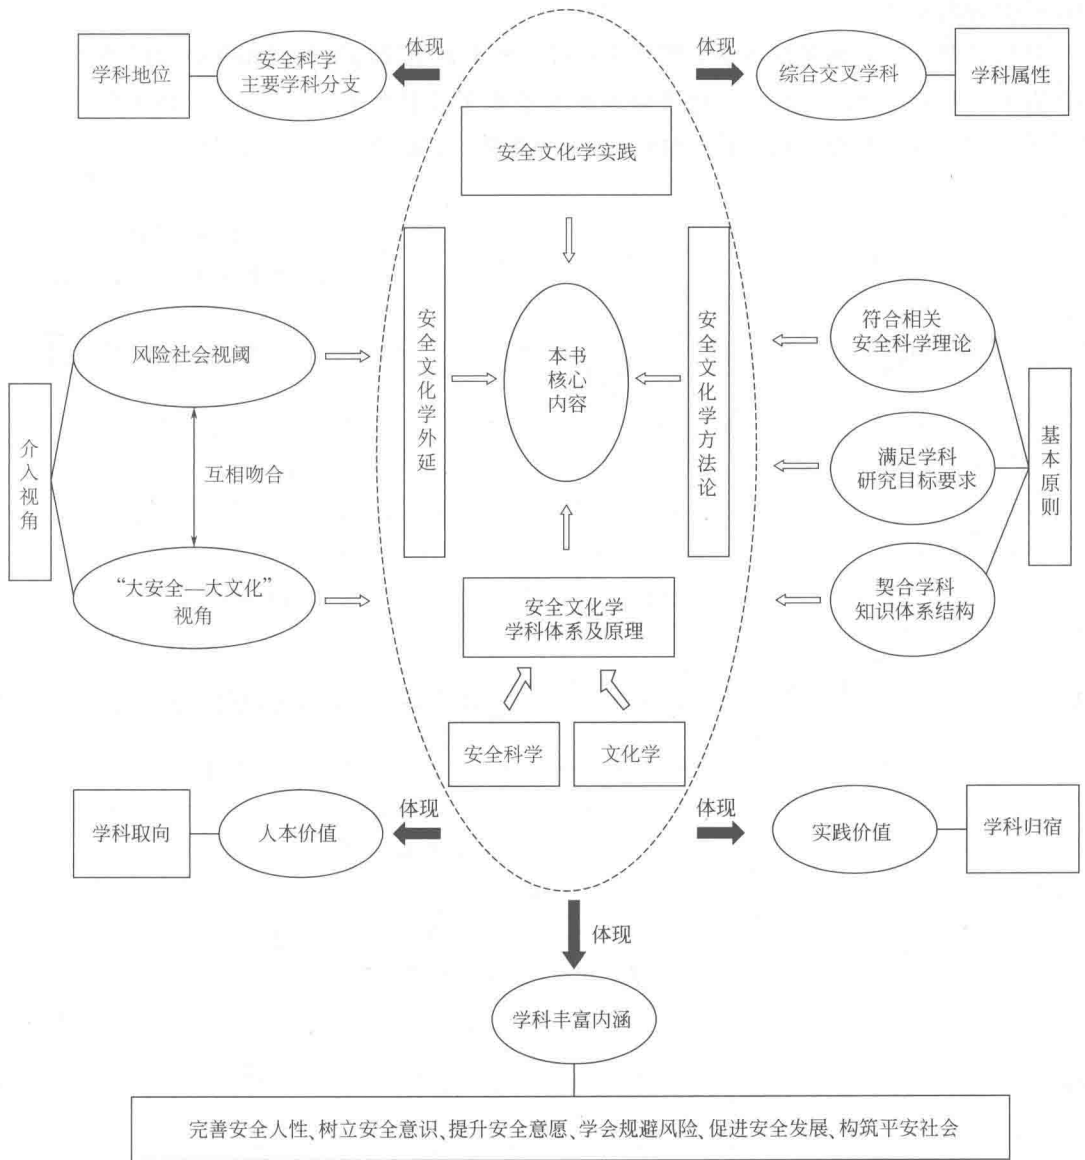 体现
体现
学科地位
安全科学
主要学科分支
综合交叉学科
学科属性
安全文化学实践
安全文化学外延
安全文化学方法论
符合相关
安全科学理论
风险社会视阈
本书
核心
内容
介入视角
互相吻合
满足学科
研究目标要求
基本原则
“大安全—大文化”
视角
安全文化学
学科体系及原理
契合学科
知识体系结构
安全科学
文化学
体现
体现
学科取向
人本价值
实践价值
学科归宿
体现
学科丰富内涵
完善安全人性、树立安全意识、提升安全意愿、学会规避风险、促进安全发展、构筑平安社会